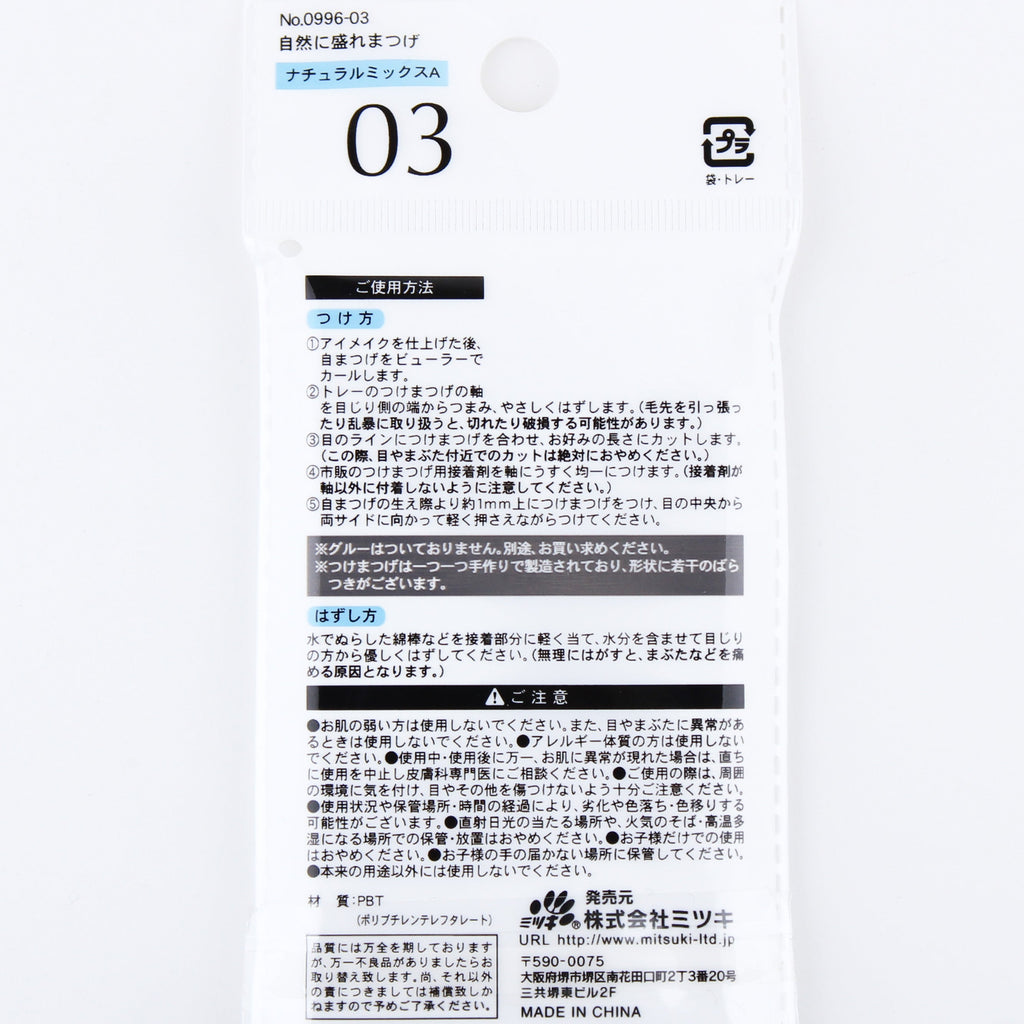 No.0996-03
自然に盛れまつげ
ナチュラルミックスA
03
プラ
袋・トレー
ご使用方法
つけ方
①アイメイクを仕上げた後、
自まつげをビューラーで
カールします。
②トレーのつけまつげの軸
を目じり側の端からつまみ、やさしくはずします。(毛先を引っ張っ
たり乱暴に取り扱うと、切れたり破損する可能性があります。)
③目のラインにつけまつげを合わせ、お好みの長さにカットします。
(この際、目やまぶた付近でのカットは絶対におやめください。)
④市販のつけまつげ用接着剤を軸にうすく均一につけます。(接着剤が
軸以外に付着しないように注意してください。)
⑤自まつげの生え際より約1mm上につけまつげをつけ、目の中央から
両サイドに向かって軽く押さえながらつけてください。
※グルーはついておりません。別途、お買い求めください。
※つけまつげは一つ一つ手作りで製造されており、形状に若干のばら
つきがございます。
はずし方
水でぬらした綿棒などを接着部分に軽く当て、水分を含ませて目じり
の方から優しくはずしてください。(無理にはがすと、まぶたなどを痛
める原因となります。)
ご注意
●お肌の弱い方は使用しないでください。また、目やまぶたに異常があ
るときは使用しないでください。●アレルギー体質の方は使用しない
でください。●使用中・使用後に万一、お肌に異常が現れた場合は、直ち
に使用を中止し皮膚科専門医にご相談ください。●ご使用の際は、周囲
の環境に気を付け、目やその他を傷つけないよう十分ご注意ください。
●使用状況や保管場所・時間の経過により、劣化や色落ち・色移りする
可能性がございます。●直射日光の当たる場所や、火気のそば・高温多
湿になる場所での保管・放置はおやめください。●お子様だけでの使用
はおやめください。●お子様の手の届かない場所に保管してください。
●本来の用途以外には使用しないでください。
材 質:PBT
(ポリブチレンテレフタレート)
品質には万全を期しております
が、万一不良品がありましたらお
取り替え致します。尚、それ以外
の責につきましては補償致しか
ねますので予めご了承ください。
ミツキ®
発売元
株式会社ミツキ
URL http://www.mitsuki-ltd.jp
〒590-0075
大阪府堺市堺区南花田口町2丁3番20号
三共堺東ビル2F
MADE IN CHINA